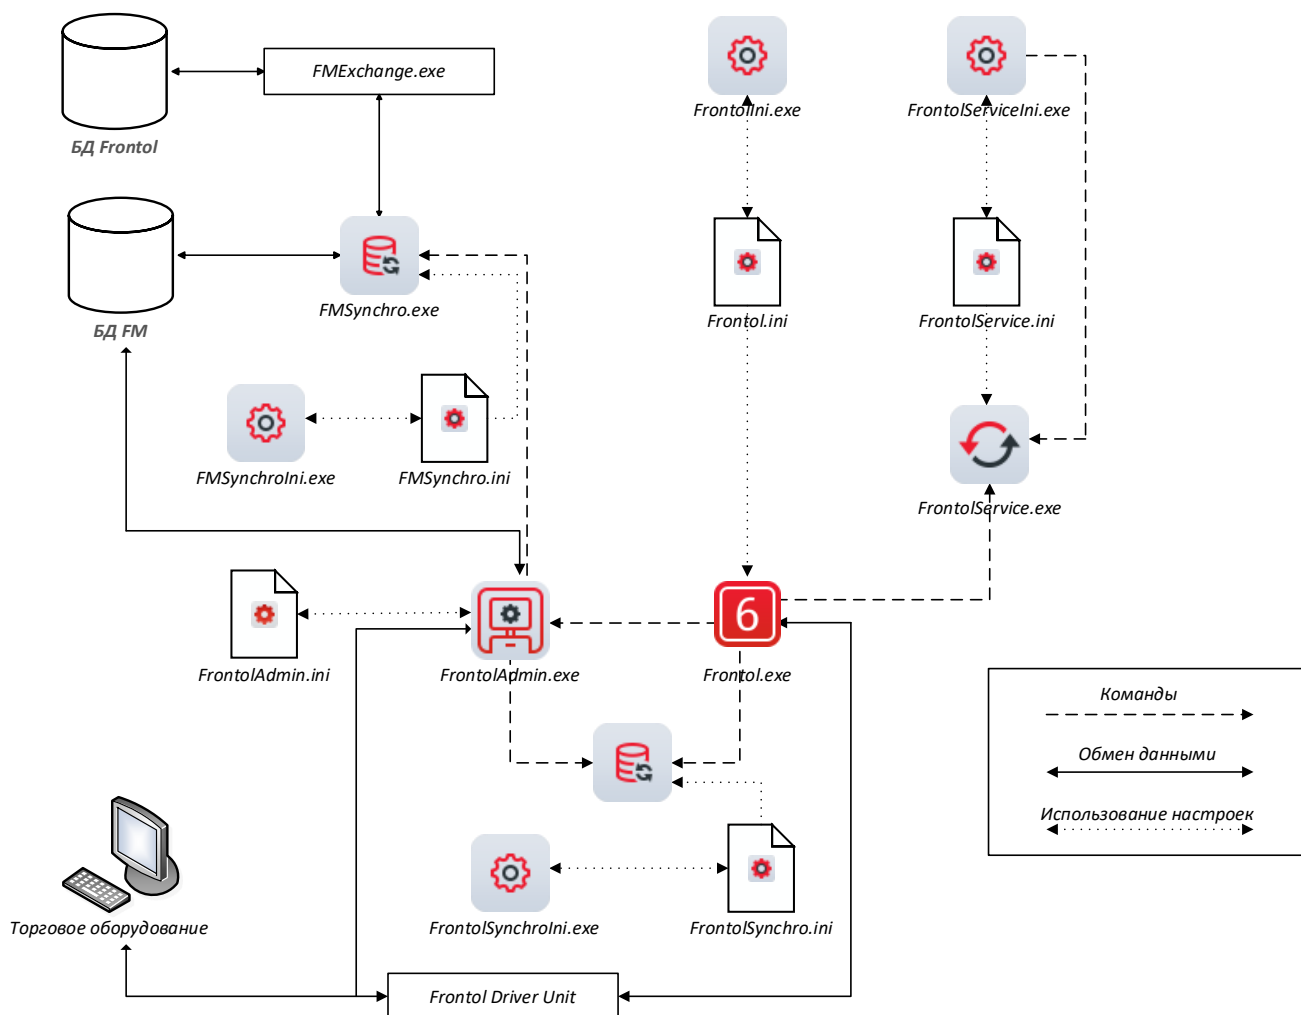 FMExchange.exe
FrontolIni.exe
FrontolServiceIni.exe
БД Frontol
FMSynchro.exe
Frontol.ini
FrontolService.ini
БД FM
FMSynchroIni.exe
FMSynchro.ini
FrontolService.exe
6
FrontolAdmin.ini
FrontolAdmin.exe
Frontol.exe
Команды
Обмен данными
Использование настроек
Торговое оборудование
FrontolSynchroIni.exe
FrontolSynchro.ini
Frontol Driver Unit